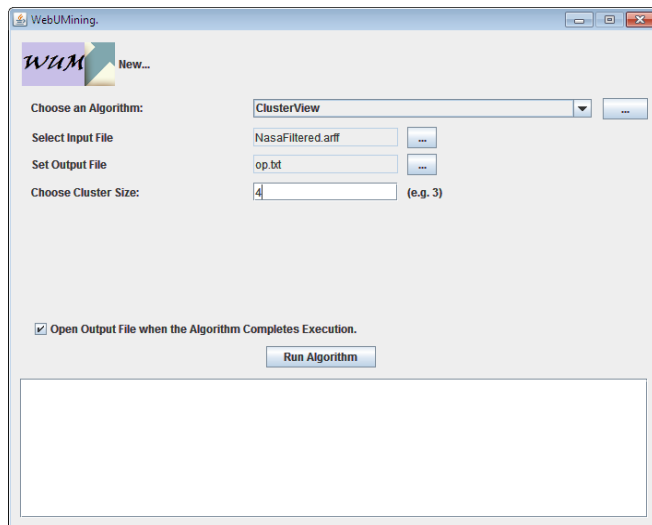 WebUMining.
WUM New...
Choose an Algorithm: ClusterView ...
Select Input File NasaFiltered.arff ...
Set Output File op.txt ...
Choose Cluster Size: 4 (e.g. 3)
Open Output File when the Algorithm Completes Execution.
Run Algorithm